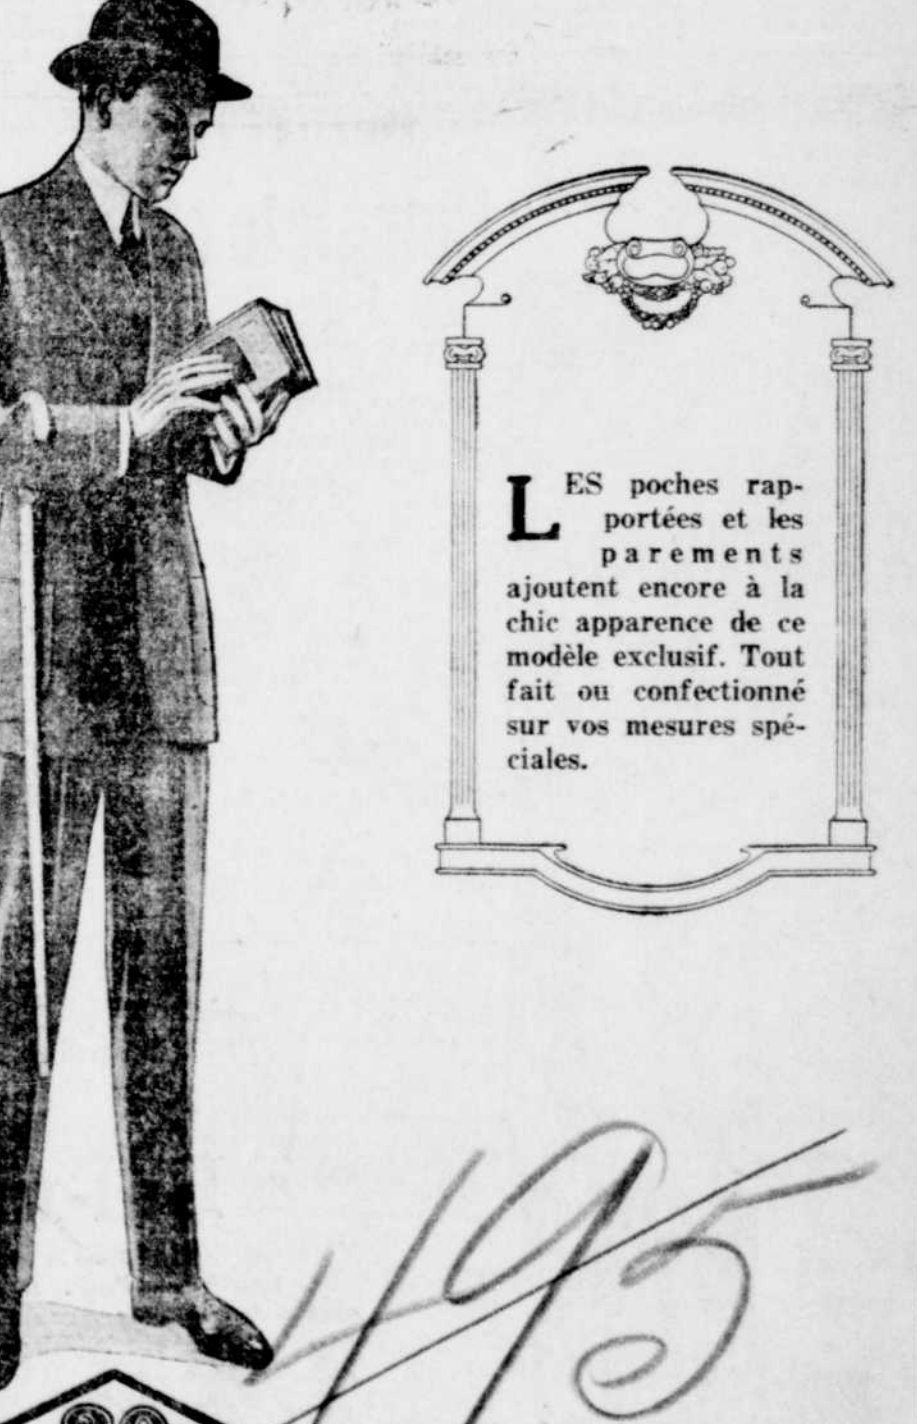 LES poches rap-
portées et les
parements
ajoutent encore à la
chic apparence de ce
modèle exclusif. Tout
fait ou confectionné
sur vos mesures spé-
ciales.
495